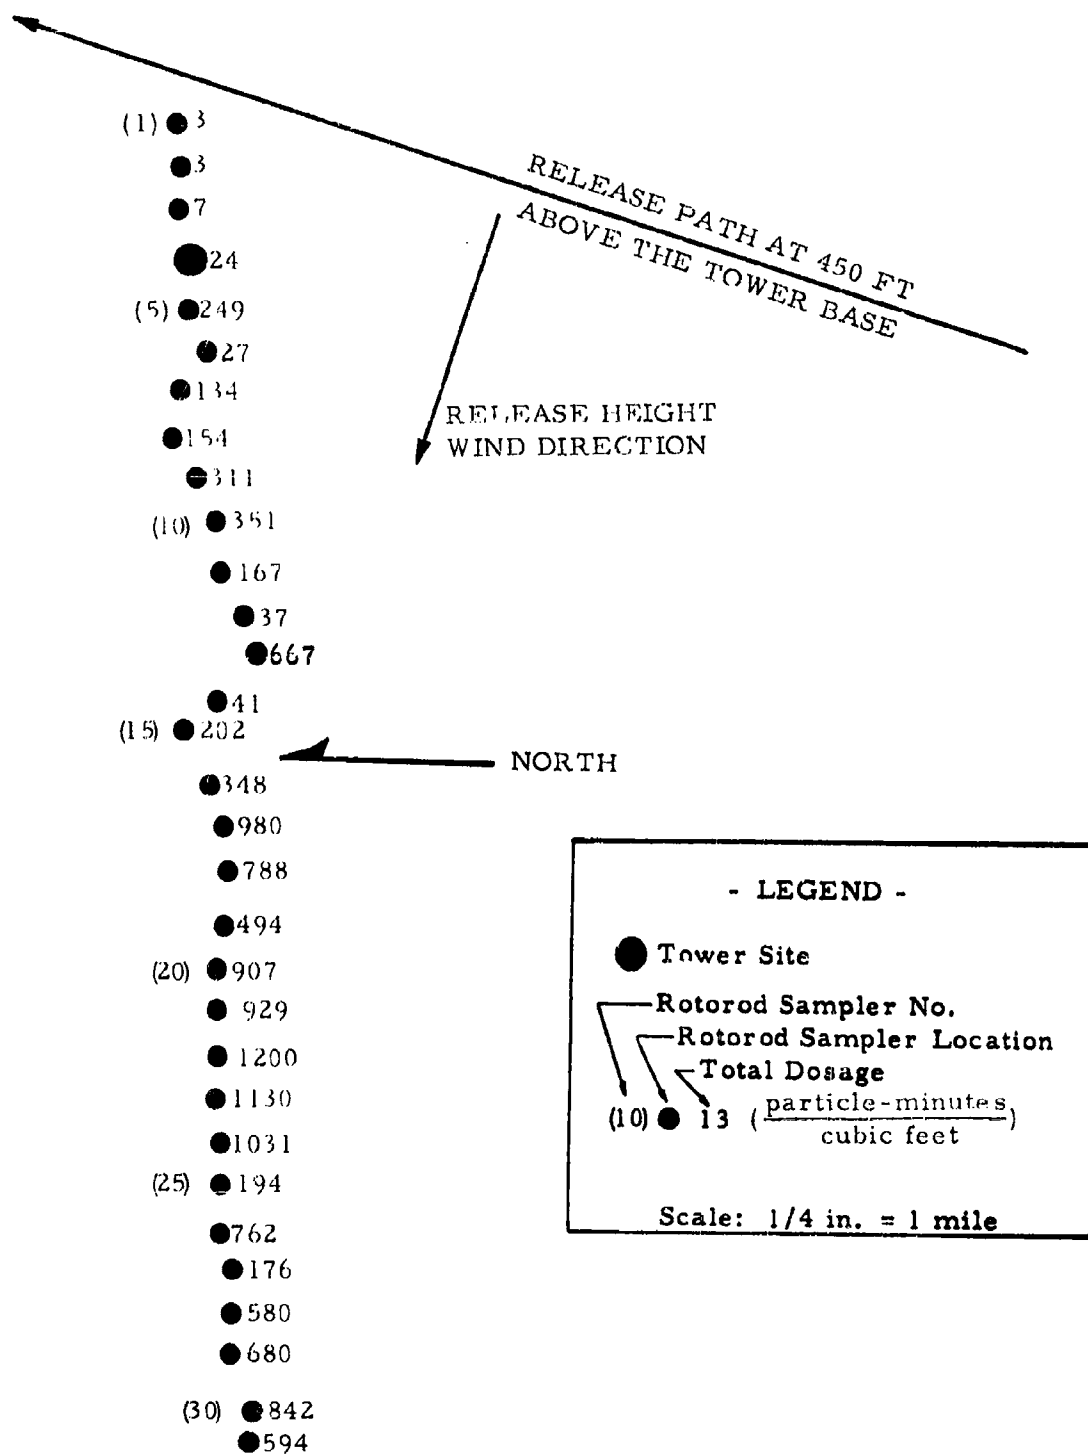 (1) 3
3
7
24
(5) 249
27
134
154
311
(10) 351
167
37
667
41
(15) 202
348
980
788
494
(20) 907
929
1200
1130
1031
(25) 194
762
176
580
680
(30) 842
594
RELEASE PATH AT 450 FT
ABOVE THE TOWER BASE
RELEASE HEIGHT
WIND DIRECTION
NORTH
- LEGEND -
Tower Site
Rotorod Sampler No.
Rotorod Sampler Location
Total Dosage
(10) 13 (particle-minutes
cubic feet)
Scale: 1/4 in. = 1 mile